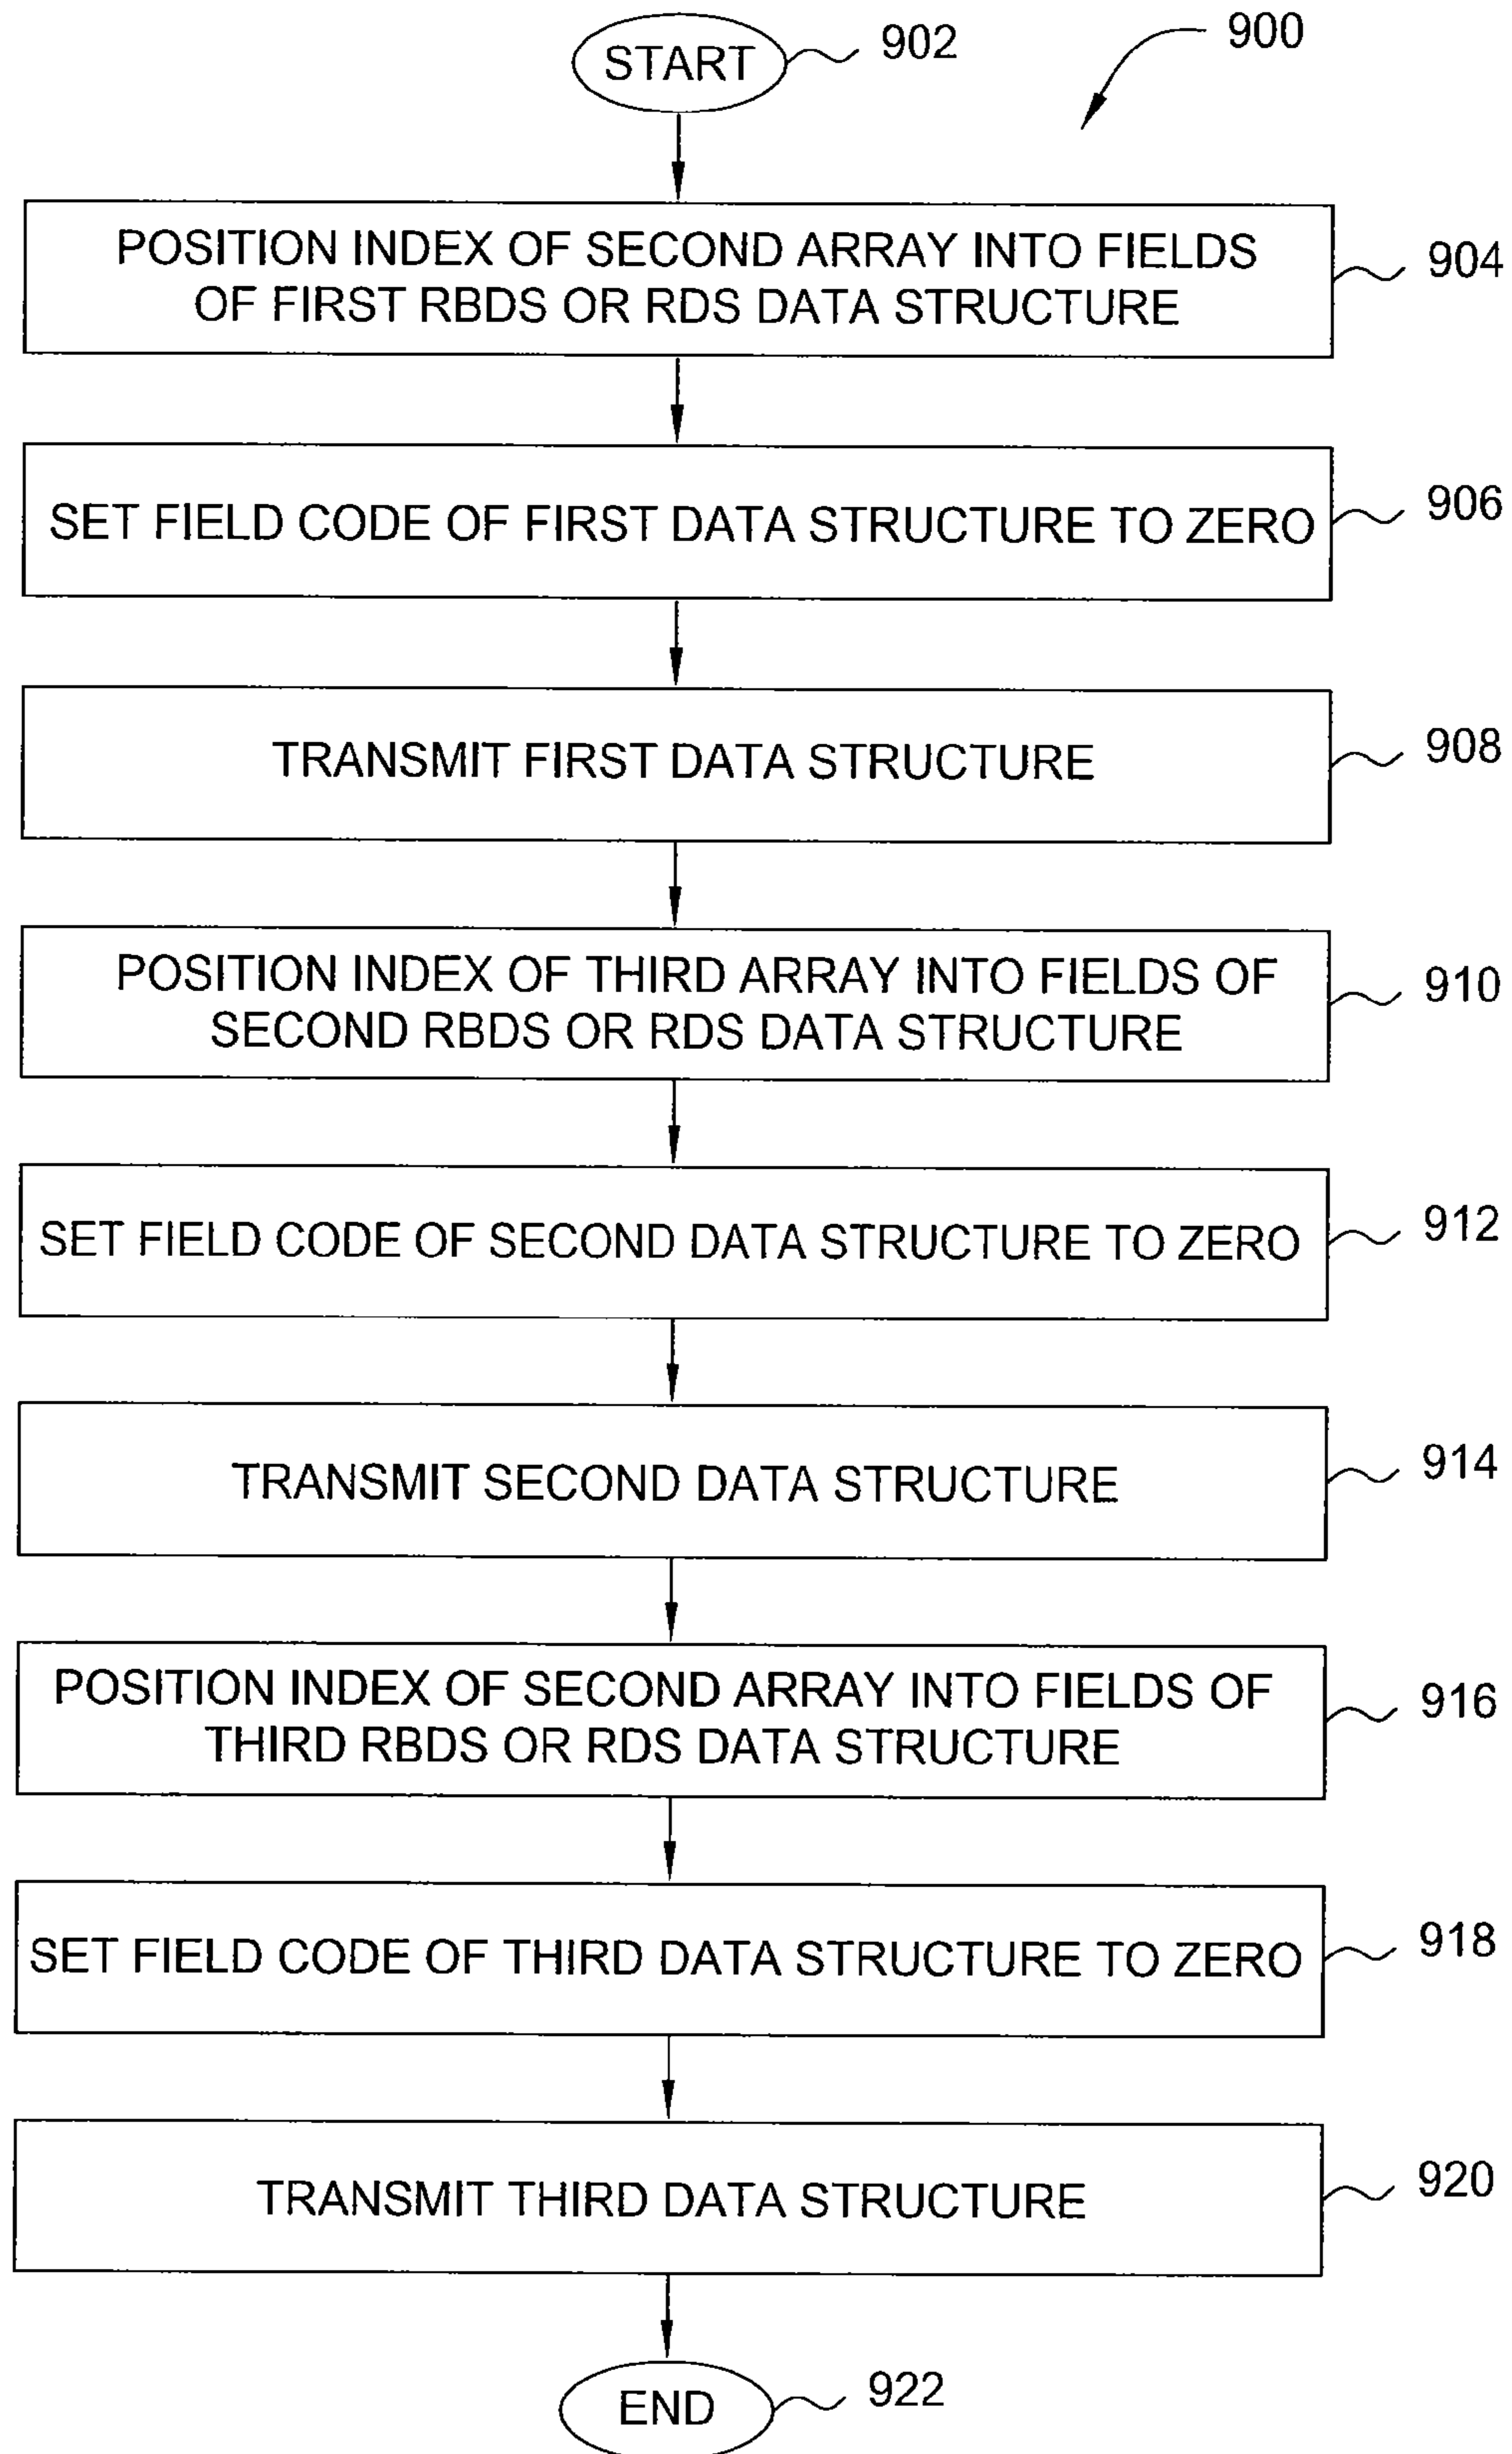 START
902
900
POSITION INDEX OF SECOND ARRAY INTO FIELDS
OF FIRST RBDS OR RDS DATA STRUCTURE
904
SET FIELD CODE OF FIRST DATA STRUCTURE TO ZERO
906
TRANSMIT FIRST DATA STRUCTURE
908
POSITION INDEX OF THIRD ARRAY INTO FIELDS OF
SECOND RBDS OR RDS DATA STRUCTURE
910
SET FIELD CODE OF SECOND DATA STRUCTURE TO ZERO
912
TRANSMIT SECOND DATA STRUCTURE
914
POSITION INDEX OF SECOND ARRAY INTO FIELDS OF
THIRD RBDS OR RDS DATA STRUCTURE
916
SET FIELD CODE OF THIRD DATA STRUCTURE TO ZERO
918
TRANSMIT THIRD DATA STRUCTURE
920
END
922